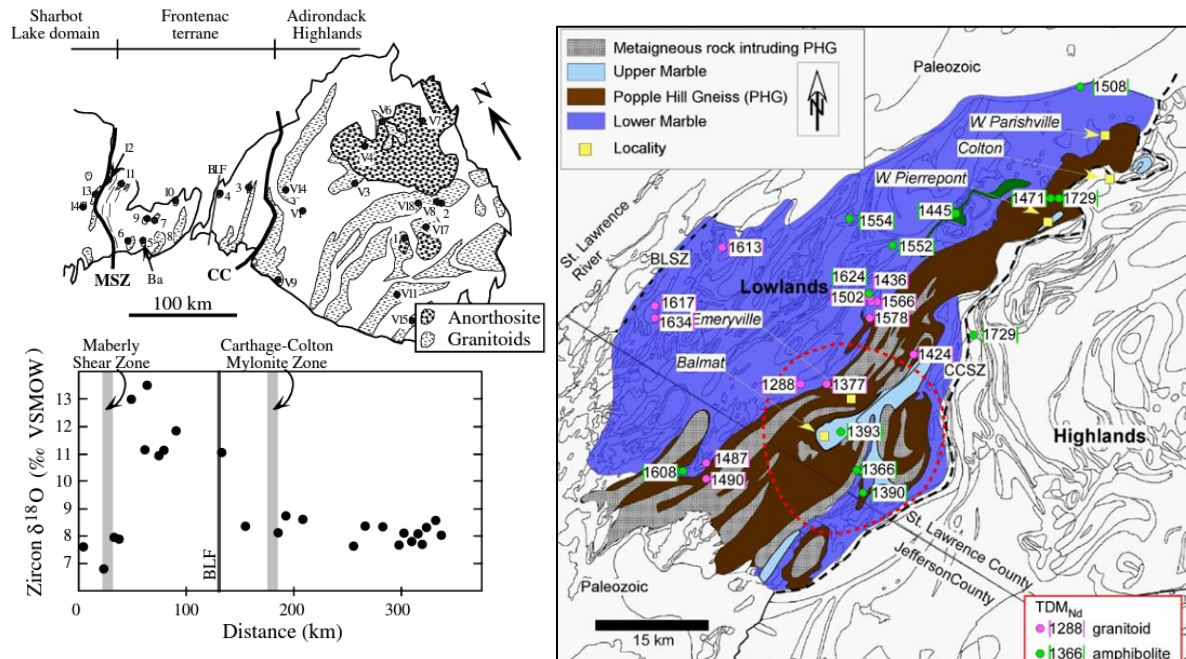 Sharbot
Lake domain
Frontenac
terrane
Adirondack
Highlands
N
V6
V7
V4
V3
V14
V1
V18
V8
2
V17
1
V9
V11
V15
I2
I1
I3
I4
I0
9
7
6
5
8
BLF
4
3
MSZ
Ba
CC
100 km
Anorthosite
Granitoids
Maberly
Shear Zone
Carthage-Colton
Mylonite Zone
Zircon δ18O (‰ VSMOW)
13
12
11
10
9
8
7
BLF
0
100
200
300
Distance (km)
Metaigneous rock intruding PHG
Upper Marble
Popple Hill Gneiss (PHG)
Lower Marble
Locality
N
Paleozoic
1508
W. Parishville
Colton
W. Pierrepont
1471
1729
1445
1554
1552
St. Lawrence
River
BLSZ
1613
Lowlands
1624
1436
1502
1566
1578
1617
1634
Emeryville
Balmat
1729
1424
CCSZ
1288
1377
1393
Highlands
1487
1608
1490
1366
1390
St. Lawrence County
JeffersonCounty
Paleozoic
15 km
TDMNd
1288 granitoid
1366 amphibolite